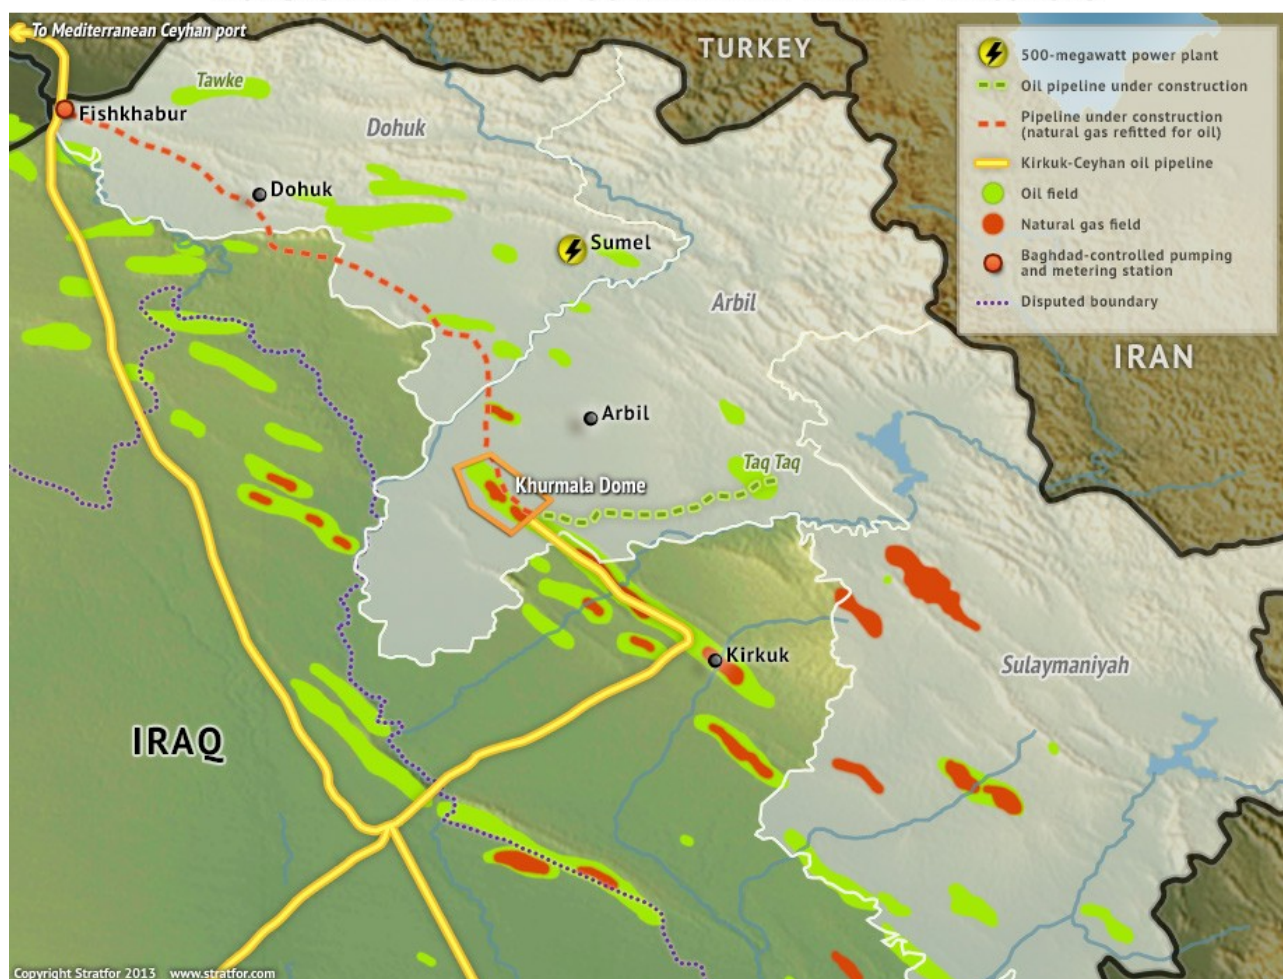 To Mediterranean Ceyhan port
TURKEY
500-megawatt power plant
Oil pipeline under construction
Pipeline under construction
(natural gas refitted for oil)
Kirkuk-Ceyhan oil pipeline
Oil field
Natural gas field
Baghdad-controlled pumping
and metering station
Disputed boundary
Tawke
Fishkhabur
Dohuk
Dohuk
Sumel
Arbil
IRAN
Arbil
Taq Taq
Khurmala Dome
Kirkuk
Sulaymaniyah
IRAQ
Copyright Stratfor 2013 www.stratfor.com